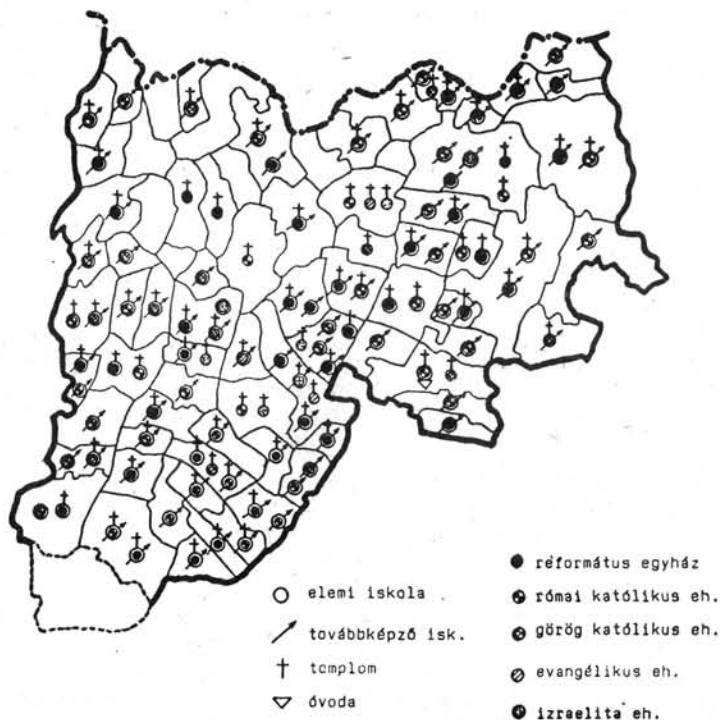 elemi iskola
továbbképző isk.
templom
óvoda
református egyház
római katólikus eh.
görög katólikus eh.
evangélikus eh.
izraelita eh.